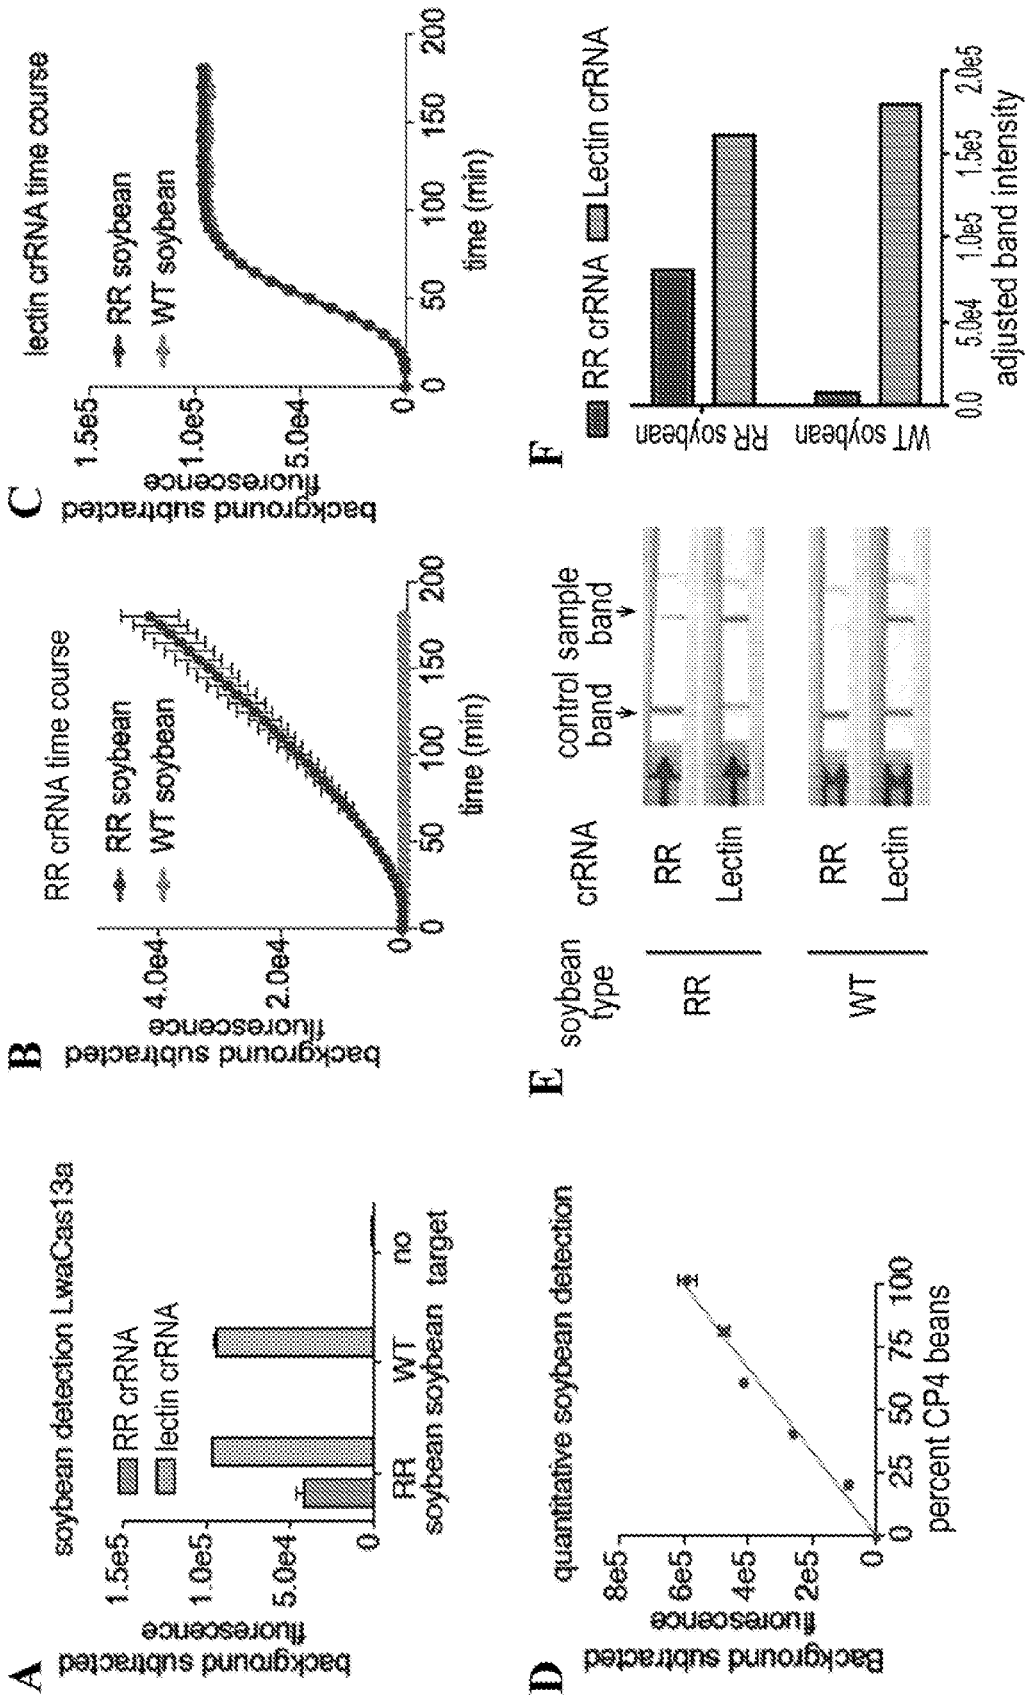 A
soybean detection LwaCas13a
RR crRNA
lectin crRNA
background subtracted
fluorescence
1.5e5
1.0e5
5.0e4
0
RR
soybean
WT
soybean
no
target
B
RR crRNA time course
RR soybean
WT soybean
background subtracted
fluorescence
4.0e4
2.0e4
0
0
50
100
150
200
time (min)
C
lectin crRNA time course
RR soybean
WT soybean
background subtracted
fluorescence
1.5e5
1.0e5
5.0e4
0
0
50
100
150
200
time (min)
D
quantitative soybean detection
Background subtracted
fluorescence
8e5
6e5
4e5
2e5
0
0
25
50
75
100
percent CP4 beans
E
soybean
type
crRNA
control
band
sample
band
RR
RR
Lectin
WT
RR
Lectin
F
RR crRNA
Lectin crRNA
RR soybean
WT soybean
0.0
5.0e4
1.0e5
1.5e5
2.0e5
adjusted band intensity